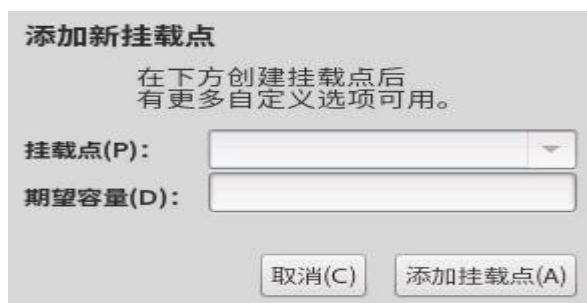 添加新挂载点
在下方创建挂载点后
有更多自定义选项可用。
挂载点(P)：
期望容量(D)：
取消(C) 添加挂载点(A)